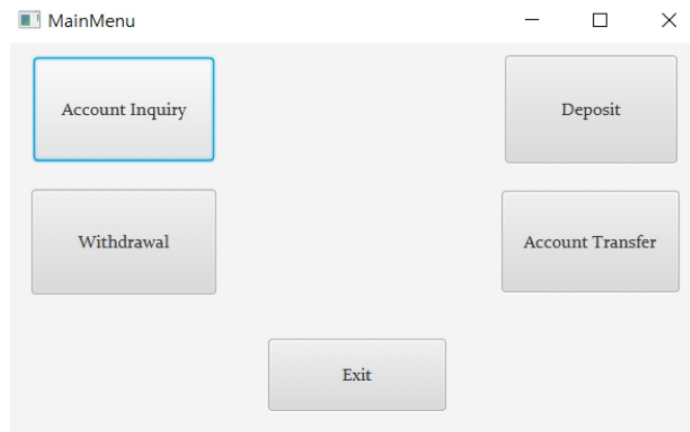 MainMenu
Account Inquiry
Deposit
Withdrawal
Account Transfer
Exit